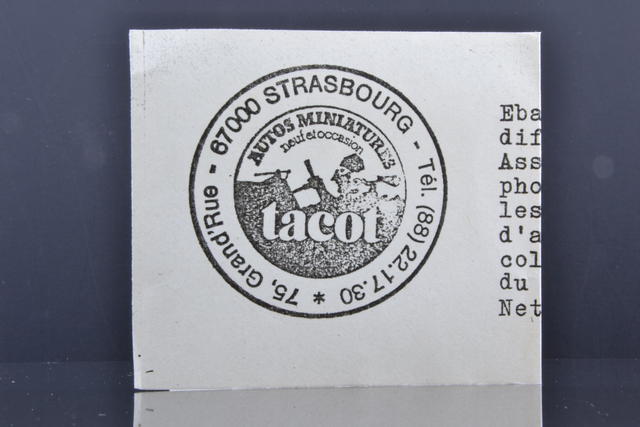 75, Grand'Rue - 67000 STRASBOURG - Tél. (88) 22.17.30 *
AUTOS MINIATURES
neuf et occasion
tacot
Eba
dif
Ass
pho
les
d'a
col
du
Net